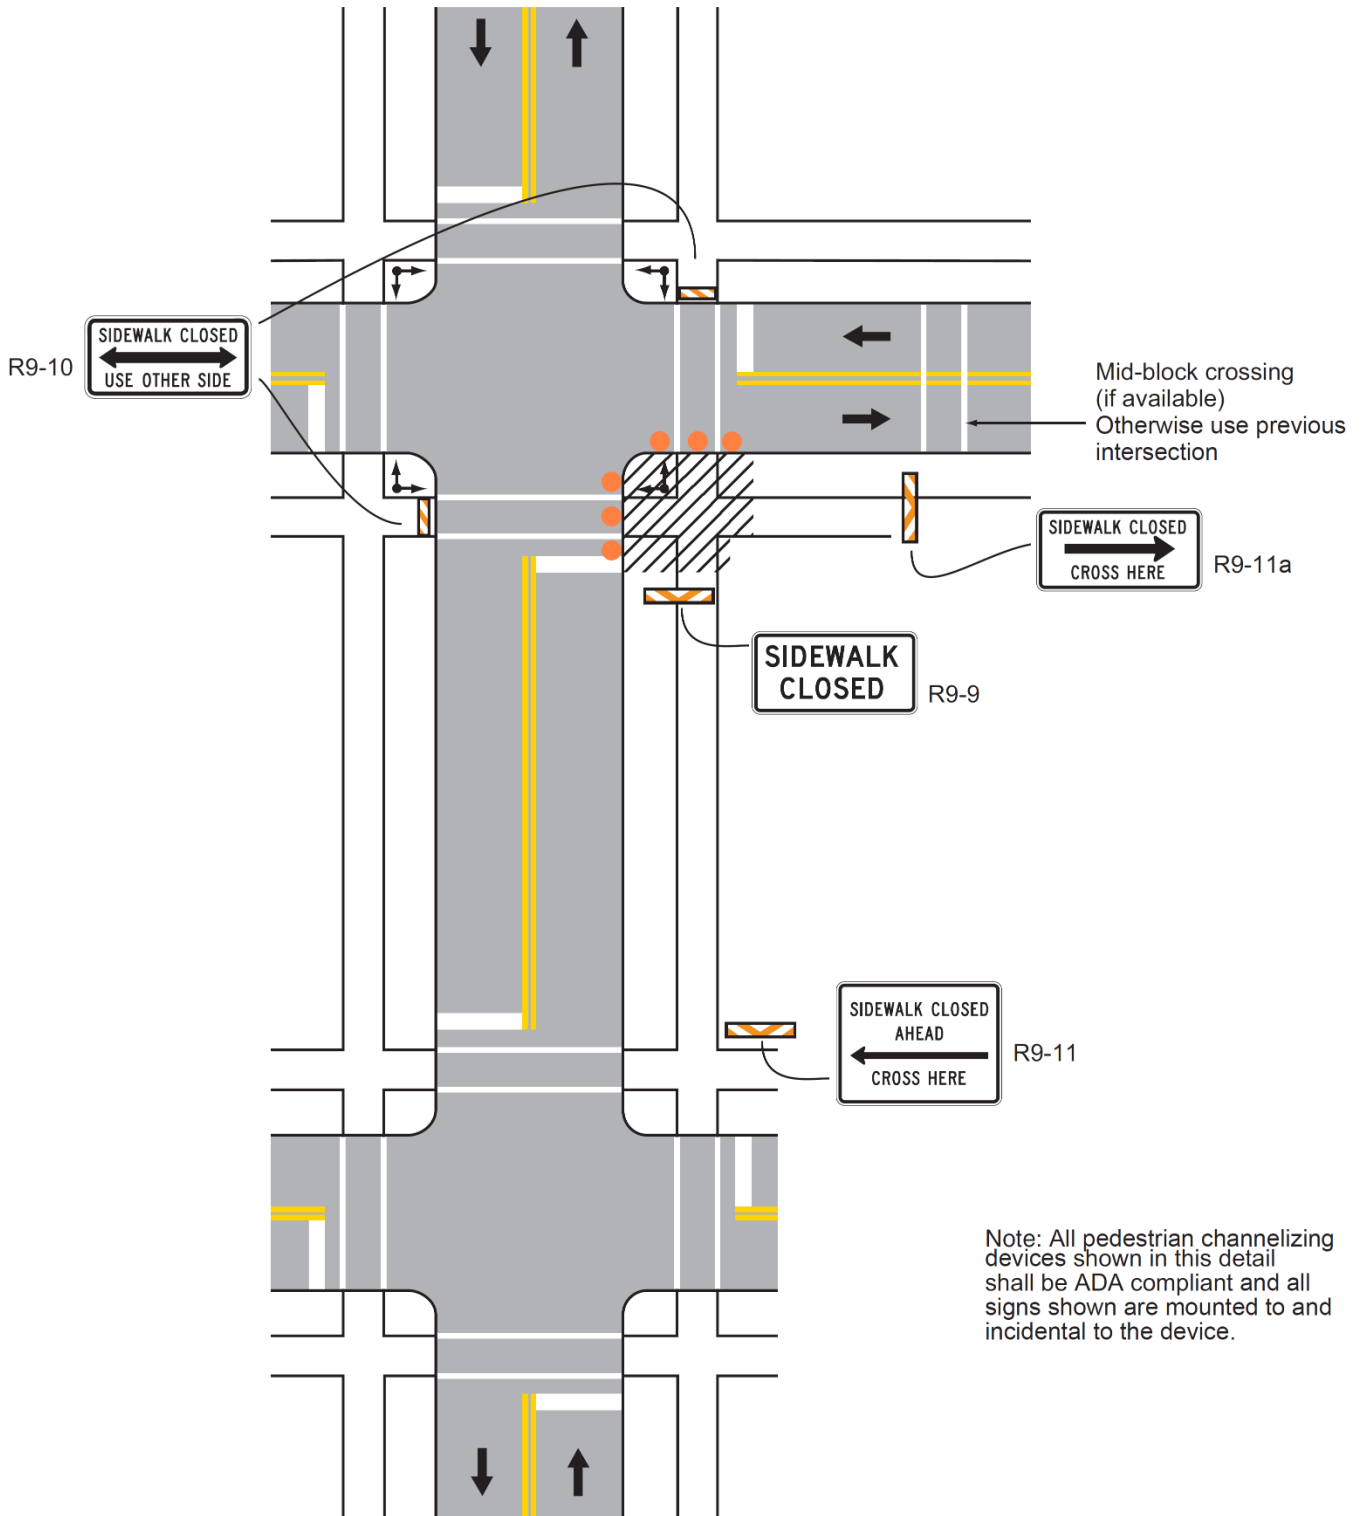 R9-10
SIDEWALK CLOSED
USE OTHER SIDE
Mid-block crossing
(if available)
Otherwise use previous
intersection
SIDEWALK CLOSED
CROSS HERE
R9-11a
SIDEWALK
CLOSED
R9-9
SIDEWALK CLOSED
AHEAD
CROSS HERE
R9-11
Note: All pedestrian channelizing
devices shown in this detail
shall be ADA compliant and all
signs shown are mounted to and
incidental to the device.